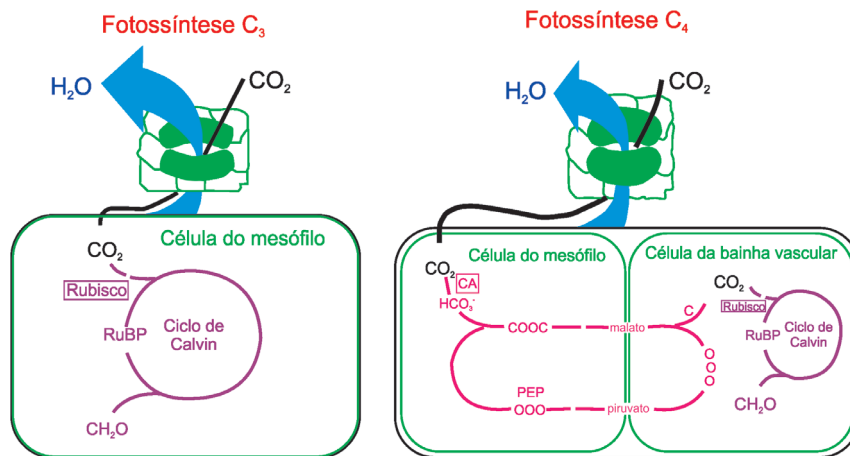 Fotossíntese C₃
H₂O
CO₂
CO₂
Célula do mesófilo
Rubisco
RuBP
Ciclo de
Calvin
CH₂O
Fotossíntese C₄
H₂O
CO₂
Célula do mesófilo
CO₂
CA
HCO₃⁻
COOC
malato
PEP
OOO
piruvato
Célula da bainha vascular
C
OOO
CO₂
Rubisco
RuBP
Ciclo de
Calvin
CH₂O